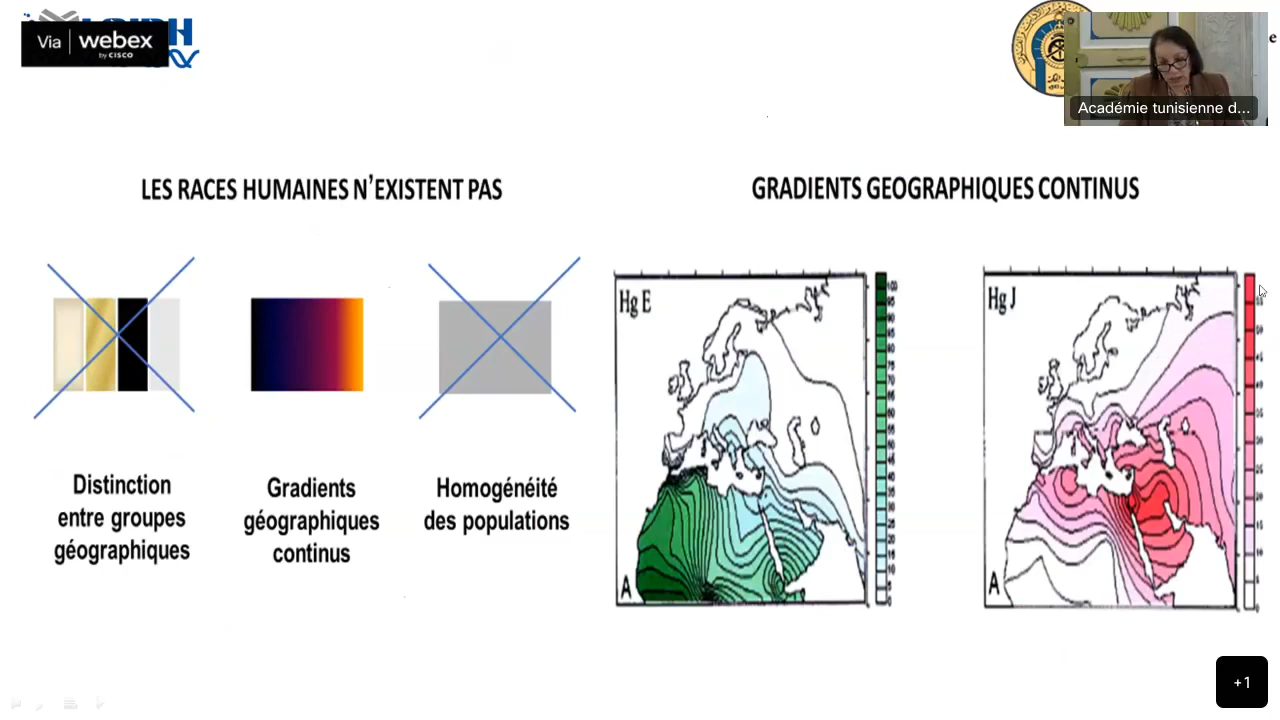 Via
webex
by CISCO
Académie tunisienne d...
e
LES RACES HUMAINES N'EXISTENT PAS
GRADIENTS GEOGRAPHIQUES CONTINUS
Distinction
entre groupes
géographiques
Gradients
géographiques
continus
Homogénéité
des populations
Hg E
A
Hg J
A
+1